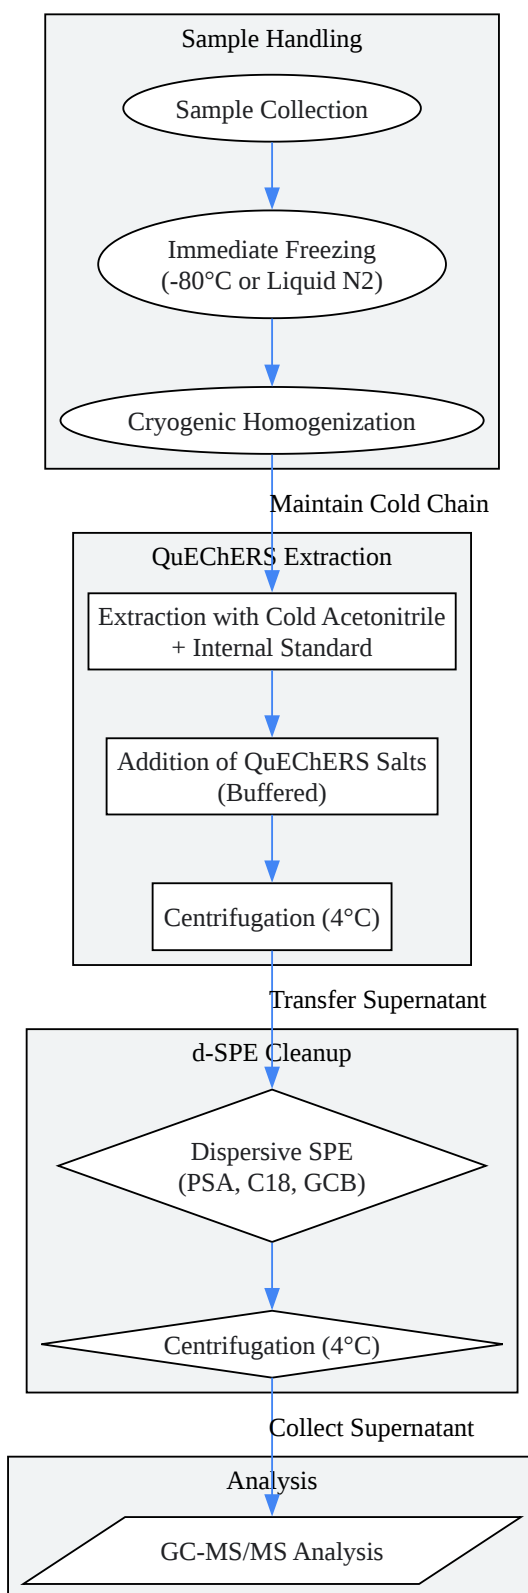 Sample Handling
Sample Collection
Immediate Freezing
(-80°C or Liquid N2)
Cryogenic Homogenization
Maintain Cold Chain
QuEChERS Extraction
Extraction with Cold Acetonitrile
+ Internal Standard
Addition of QuEChERS Salts
(Buffered)
Centrifugation (4°C)
Transfer Supernatant
d-SPE Cleanup
Dispersive SPE
(PSA, C18, GCB)
Centrifugation (4°C)
Collect Supernatant
Analysis
GC-MS/MS Analysis